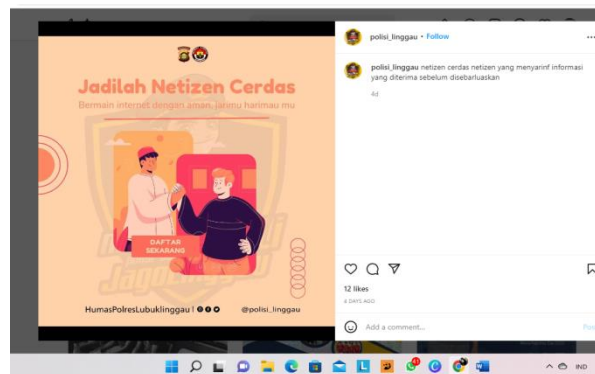 Jadilah Netizen Cerdas
Bermain internet dengan aman, Jarimu harimau mu
DAFTAR
SEKARANG
HumasPolresLubuklinggau |
@polisi_linggau
polisi_linggau • Follow
polisi_linggau netizen cerdas netizen yang menyarinf informasi
yang diterima sebelum disebarluaskan
4d
12 likes
6 DAYS AGO
Add a comment...
Post
IND